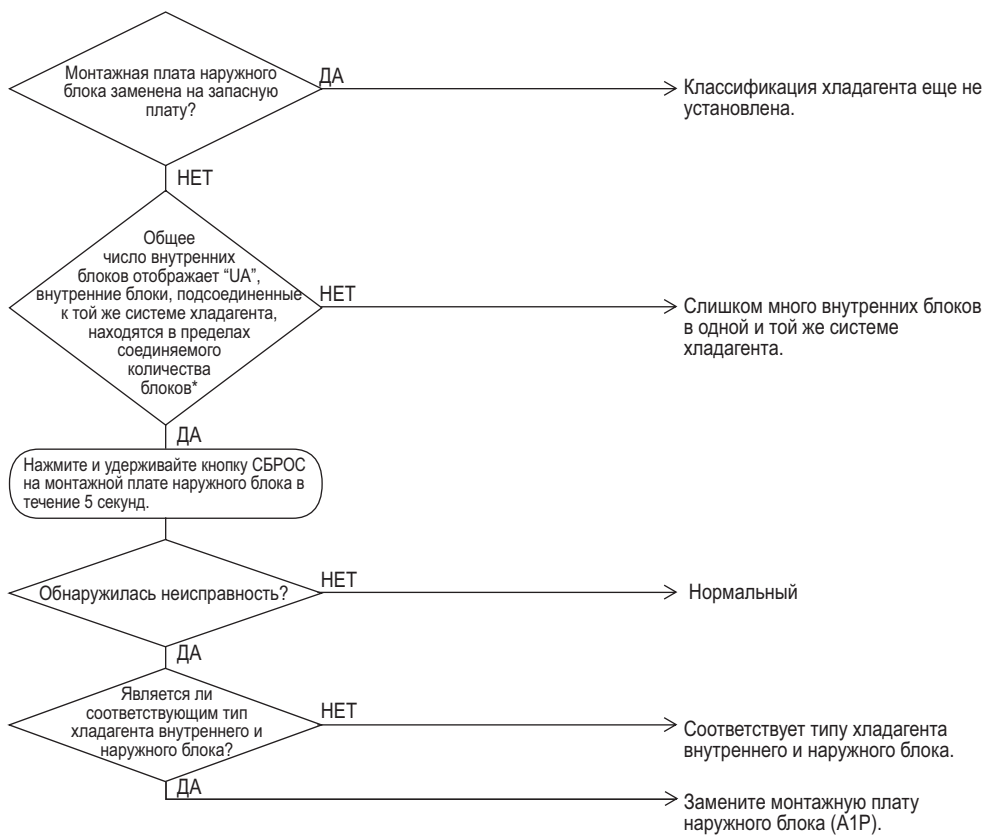 Монтажная плата наружного
блока заменена на запасную
плату?
ДА
Классификация хладагента еще не
установлена.
НЕТ
Общее
число внутренних
блоков отображает “UA”,
внутренние блоки, подсоединенные
к той же системе хладагента,
находятся в пределах
соединяемого
количества
блоков*
НЕТ
Слишком много внутренних блоков
в одной и той же системе
хладагента.
ДА
Нажмите и удерживайте кнопку СБРОС
на монтажной плате наружного блока в
течение 5 секунд.
Обнаружилась неисправность?
НЕТ
Нормальный
ДА
Является ли
соответствующим тип
хладагента внутреннего и
наружного блока?
НЕТ
Соответствует типу хладагента
внутреннего и наружного блока.
ДА
Замените монтажную плату
наружного блока (A1P).